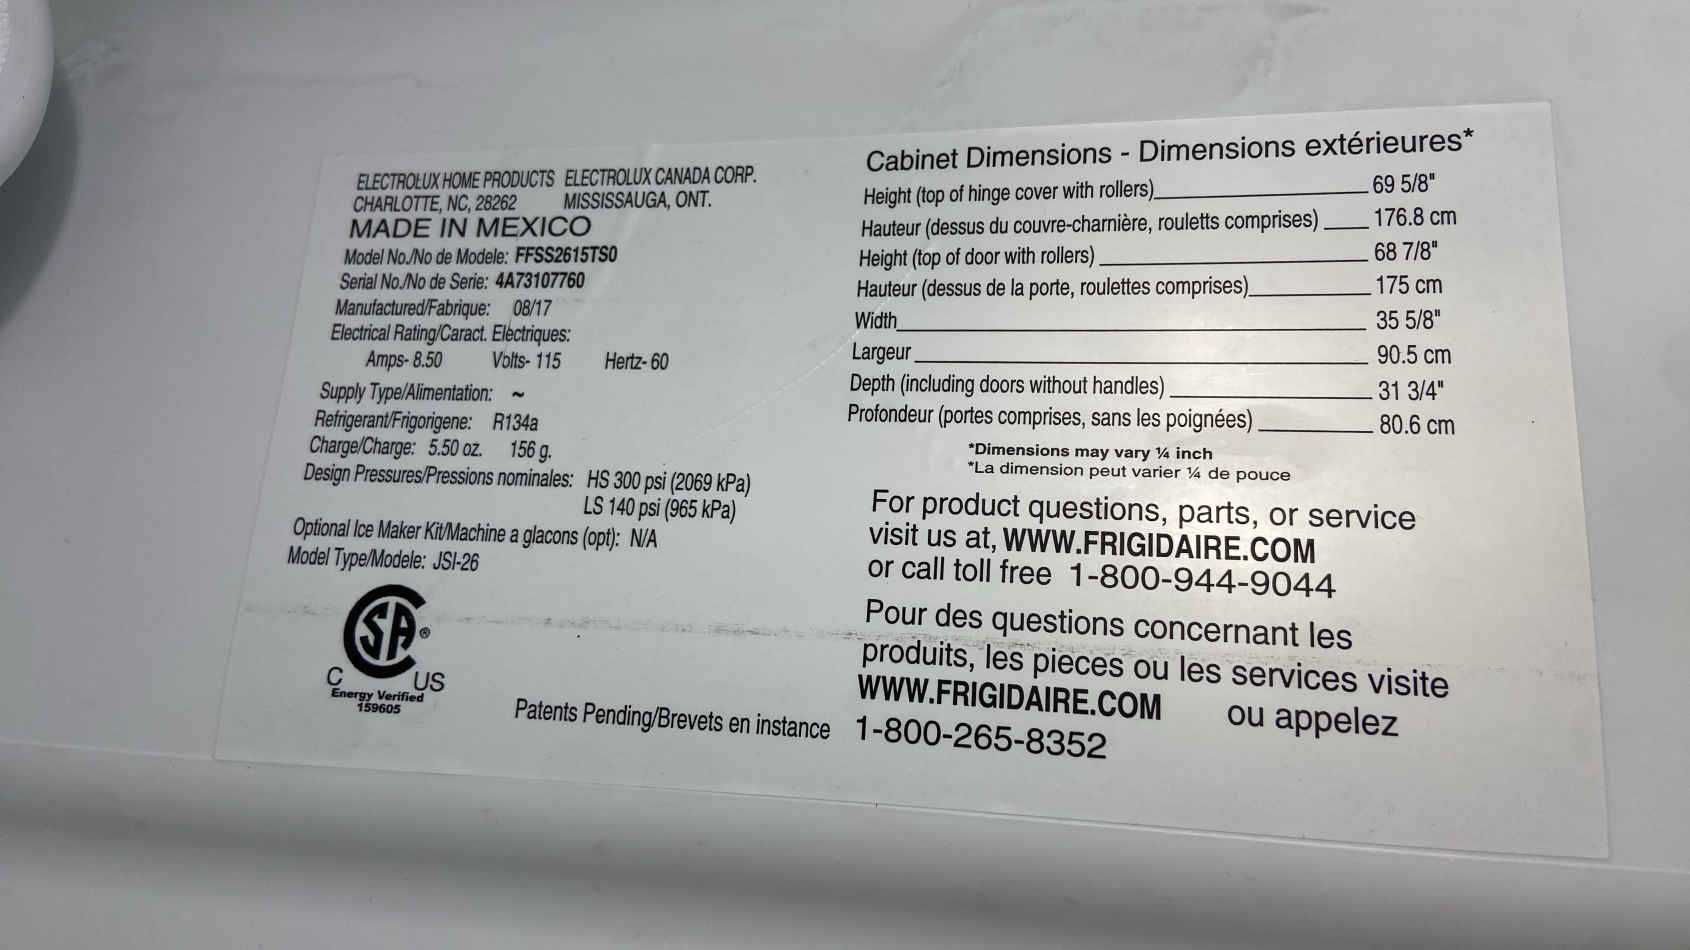 ELECTROLUX HOME PRODUCTS ELECTROLUX CANADA CORP.
CHARLOTTE, NC, 28262 MISSISSAUGA, ONT.
MADE IN MEXICO
Model No./No de Modele: FFSS2615TS0
Serial No./No de Serie: 4A73107760
Manufactured/Fabrique: 08/17
Electrical Rating/Caract. Electriques:
Amps- 8.50 Volts- 115 Hertz- 60
Supply Type/Alimentation: ~
Refrigerant/Frigorigene: R134a
Charge/Charge: 5.50 oz. 156 g.
Design Pressures/Pressions nominales: HS 300 psi (2069 kPa)
LS 140 psi (965 kPa)
Optional Ice Maker Kit/Machine a glacons (opt): N/A
Model Type/Modele: JSI-26
SA ®
C US
Energy Verified
159605
Patents Pending/Brevets en instance
Cabinet Dimensions - Dimensions extérieures*
Height (top of hinge cover with rollers) 69 5/8"
Hauteur (dessus du couvre-charnière, rouletts comprises) 176.8 cm
Height (top of door with rollers) 68 7/8"
Hauteur (dessus de la porte, roulettes comprises) 175 cm
Width 35 5/8"
Largeur 90.5 cm
Depth (including doors without handles) 31 3/4"
Profondeur (portes comprises, sans les poignées) 80.6 cm
*Dimensions may vary ¼ inch
*La dimension peut varier ¼ de pouce
For product questions, parts, or service
visit us at, WWW.FRIGIDAIRE.COM
or call toll free 1-800-944-9044
Pour des questions concernant les
produits, les pieces ou les services visite
WWW.FRIGIDAIRE.COM ou appelez
1-800-265-8352